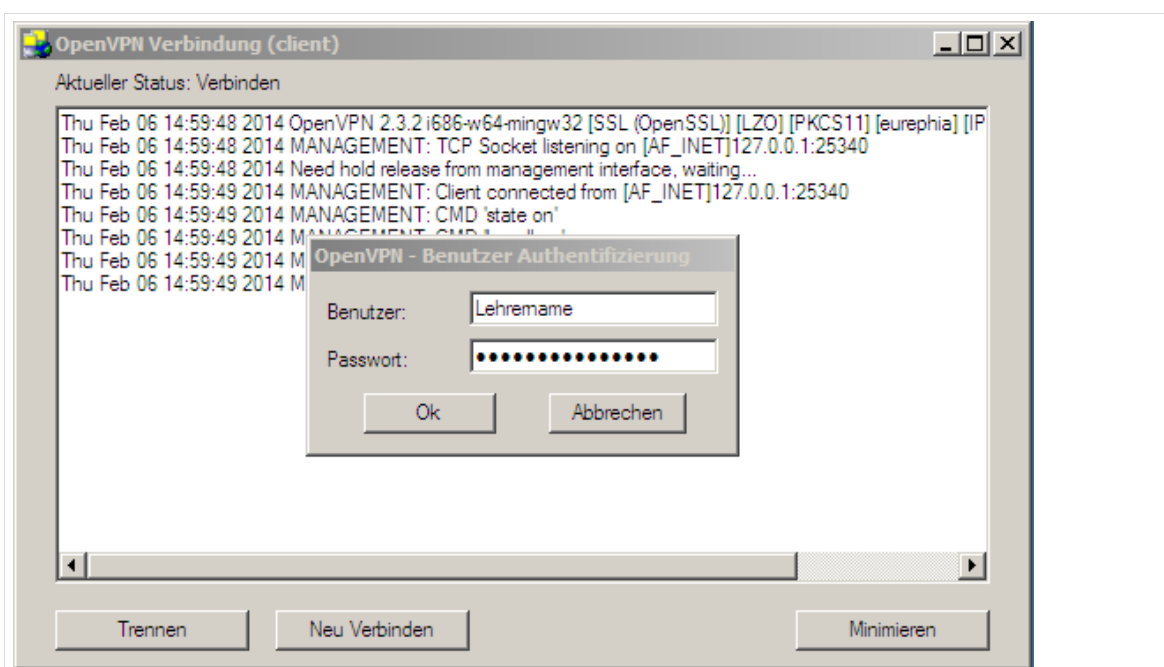 OpenVPN Verbindung (client)
Aktueller Status: Verbinden
Thu Feb 06 14:59:48 2014 OpenVPN 2.3.2 i686-w64-mingw32 [SSL (OpenSSL)] [LZO] [PKCS11] [eurephia] [IP
Thu Feb 06 14:59:48 2014 MANAGEMENT: TCP Socket listening on [AF_INET]127.0.0.1:25340
Thu Feb 06 14:59:48 2014 Need hold release from management interface, waiting...
Thu Feb 06 14:59:49 2014 MANAGEMENT: Client connected from [AF_INET]127.0.0.1:25340
Thu Feb 06 14:59:49 2014 MANAGEMENT: CMD 'state on'
Thu Feb 06 14:59:49 2014 MANAGEMENT: CMD
Thu Feb 06 14:59:49 2014 M
Thu Feb 06 14:59:49 2014 M
OpenVPN - Benutzer Authentifizierung
Benutzer: Lehrername
Passwort: ●●●●●●●●●●●●●●●
Ok Abbrechen
Trennen Neu Verbinden Minimieren